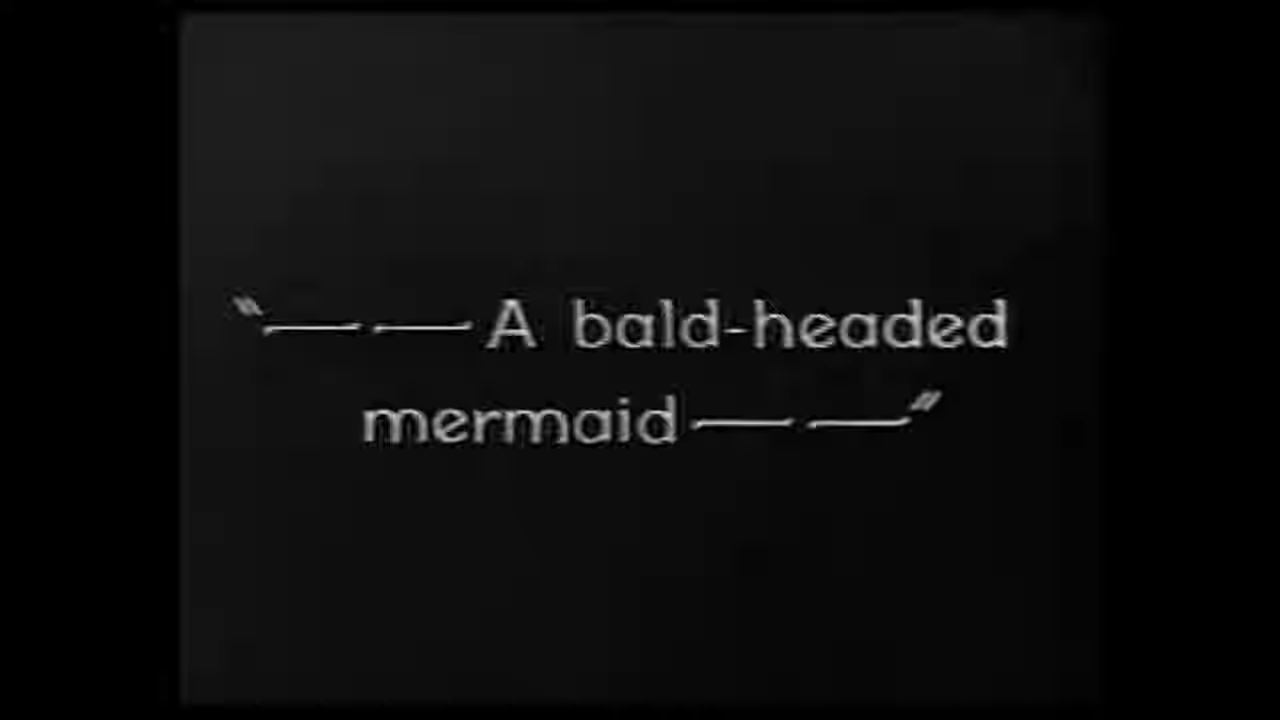 "— — A bald-headed
mermaid — —"